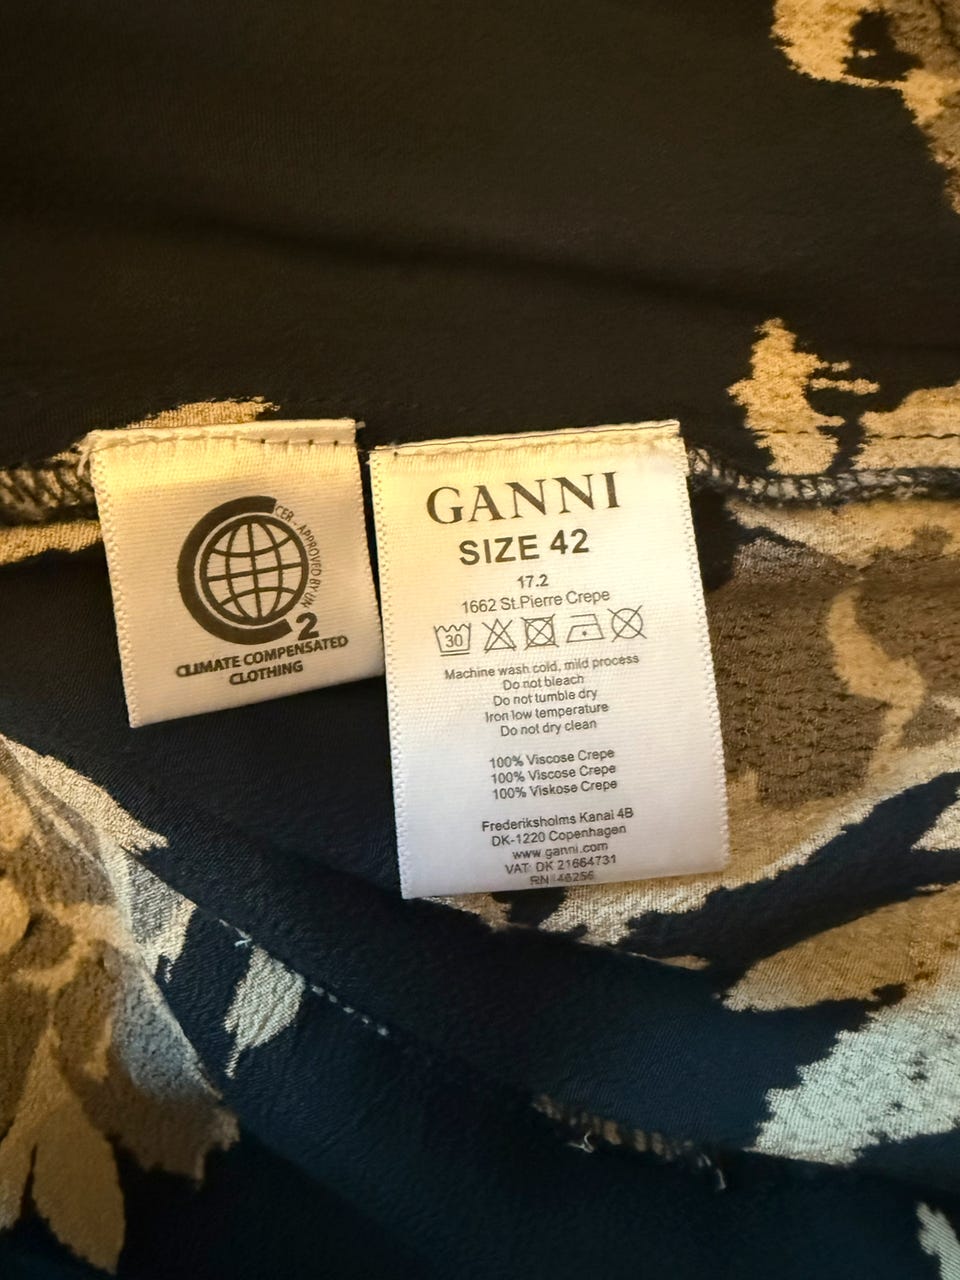 CER - APPROVED BY UN
2
CLIMATE COMPENSATED
CLOTHING
GANNI
SIZE 42
17.2
1662 St.Pierre Crepe
30
Machine wash cold, mild process
Do not bleach
Do not tumble dry
Iron low temperature
Do not dry clean
100% Viscose Crepe
100% Viscose Crepe
100% Viskose Crepe
Frederiksholms Kanal 4B
DK-1220 Copenhagen
www.ganni.com
VAT: DK 21664731
RN 146256